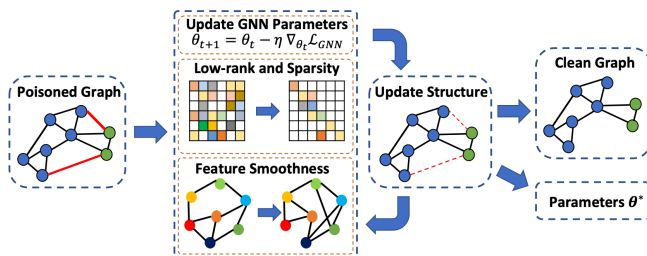 Update GNN Parameters
θ_{t+1} = θ_t − η ∇_{θ_t} ℒ_{GNN}
Low-rank and Sparsity
Feature Smoothness
Poisoned Graph
Update Structure
Clean Graph
Parameters θ*